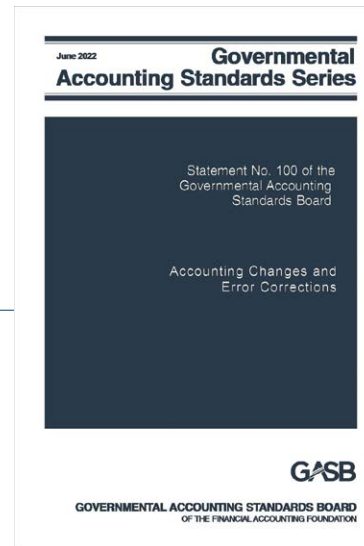 June 2022
Governmental
Accounting Standards Series
Statement No. 100 of the
Governmental Accounting
Standards Board
Accounting Changes and
Error Corrections
GASB
GOVERNMENTAL ACCOUNTING STANDARDS BOARD
OF THE FINANCIAL ACCOUNTING FOUNDATION